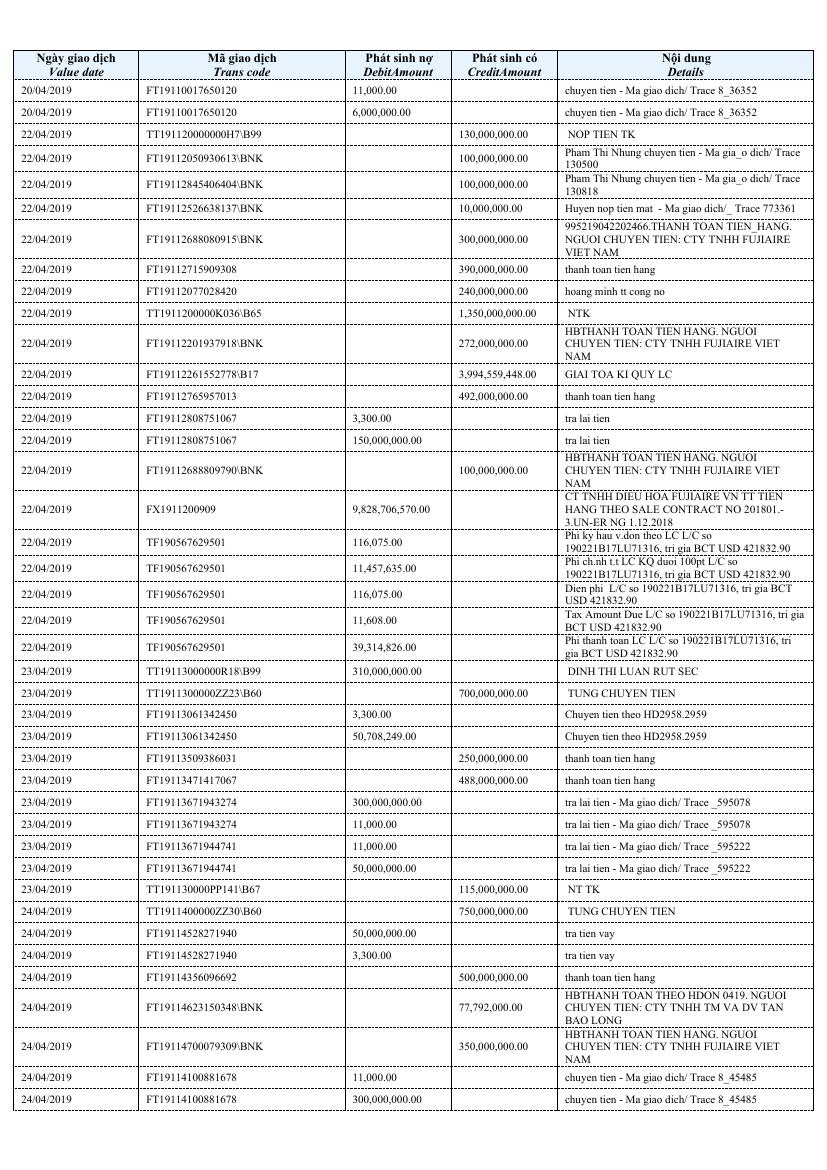 Ngày giao dịch Mã giao dịch Phát sinh nợ Phát sinh có Nội dung
Value date Trans code DebitAmount CreditAmount Details
20/04/2019 FT19110017650120 11,000.00 chuyen tien - Ma giao dich/ Trace 8_36352
20/04/2019 FT19110017650120 6,000,000.00 chuyen tien - Ma giao dich/ Trace 8_36352
22/04/2019 TT191120000000H7\B99 130,000,000.00 NOP TIEN TK
22/04/2019 FT19112050930613\BNK 100,000,000.00 Pham Thi Nhung chuyen tien - Ma gia_o dich/ Trace
130500
22/04/2019 FT19112845406404\BNK 100,000,000.00 Pham Thi Nhung chuyen tien - Ma gia_o dich/ Trace
130818
22/04/2019 FT19112526638137\BNK 10,000,000.00 Huyen nop tien mat - Ma giao dich/_ Trace 773361
22/04/2019 FT19112688080915\BNK 300,000,000.00 995219042202466.THANH TOAN TIEN_HANG.
NGUOI CHUYEN TIEN: CTY TNHH FUJIAIRE
VIET NAM
22/04/2019 FT19112715909308 390,000,000.00 thanh toan tien hang
22/04/2019 FT19112077028420 240,000,000.00 hoang minh tt cong no
22/04/2019 TT1911200000K036\B65 1,350,000,000.00 NTK
22/04/2019 FT19112201937918\BNK 272,000,000.00 HBTHANH TOAN TIEN HANG. NGUOI
CHUYEN TIEN: CTY TNHH FUJIAIRE VIET
NAM
22/04/2019 FT19112261552778\B17 3,994,559,448.00 GIAI TOA KI QUY LC
22/04/2019 FT19112765957013 492,000,000.00 thanh toan tien hang
22/04/2019 FT19112808751067 3,300.00 tra lai tien
22/04/2019 FT19112808751067 150,000,000.00 tra lai tien
22/04/2019 FT19112688809790\BNK 100,000,000.00 HBTHANH TOAN TIEN HANG. NGUOI
CHUYEN TIEN: CTY TNHH FUJIAIRE VIET
NAM
22/04/2019 FX1911200909 9,828,706,570.00 CT TNHH DIEU HOA FUJIAIRE VN TT TIEN
HANG THEO SALE CONTRACT NO 201801.-
3.UN-ER NG 1.12.2018
22/04/2019 TF190567629501 116,075.00 Phi ky hau v.don theo LC L/C so
190221B17LU71316, tri gia BCT USD 421832.90
22/04/2019 TF190567629501 11,457,635.00 Phi ch.nh t.t LC KQ duoi 100pt L/C so
190221B17LU71316, tri gia BCT USD 421832.90
22/04/2019 TF190567629501 116,075.00 Dien phi L/C so 190221B17LU71316, tri gia BCT
USD 421832.90
22/04/2019 TF190567629501 11,608.00 Tax Amount Due L/C so 190221B17LU71316, tri gia
BCT USD 421832.90
22/04/2019 TF190567629501 39,314,826.00 Phi thanh toan LC L/C so 190221B17LU71316, tri
gia BCT USD 421832.90
23/04/2019 TT19113000000R18\B99 310,000,000.00 DINH THI LUAN RUT SEC
23/04/2019 TT1911300000ZZ23\B60 700,000,000.00 TUNG CHUYEN TIEN
23/04/2019 FT19113061342450 3,300.00 Chuyen tien theo HD2958.2959
23/04/2019 FT19113061342450 50,708,249.00 Chuyen tien theo HD2958.2959
23/04/2019 FT19113509386031 250,000,000.00 thanh toan tien hang
23/04/2019 FT19113471417067 488,000,000.00 thanh toan tien hang
23/04/2019 FT19113671943274 300,000,000.00 tra lai tien - Ma giao dich/ Trace _595078
23/04/2019 FT19113671943274 11,000.00 tra lai tien - Ma giao dich/ Trace _595078
23/04/2019 FT19113671944741 11,000.00 tra lai tien - Ma giao dich/ Trace _595222
23/04/2019 FT19113671944741 50,000,000.00 tra lai tien - Ma giao dich/ Trace _595222
23/04/2019 TT191130000PP141\B67 115,000,000.00 NT TK
24/04/2019 TT1911400000ZZ30\B60 750,000,000.00 TUNG CHUYEN TIEN
24/04/2019 FT19114528271940 50,000,000.00 tra tien vay
24/04/2019 FT19114528271940 3,300.00 tra tien vay
24/04/2019 FT19114356096692 500,000,000.00 thanh toan tien hang
24/04/2019 FT19114623150348\BNK 77,792,000.00 HBTHANH TOAN THEO HDON 0419. NGUOI
CHUYEN TIEN: CTY TNHH TM VA DV TAN
BAO LONG
24/04/2019 FT19114700079309\BNK 350,000,000.00 HBTHANH TOAN TIEN HANG. NGUOI
CHUYEN TIEN: CTY TNHH FUJIAIRE VIET
NAM
24/04/2019 FT19114100881678 11,000.00 chuyen tien - Ma giao dich/ Trace 8_45485
24/04/2019 FT19114100881678 300,000,000.00 chuyen tien - Ma giao dich/ Trace 8_45485